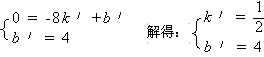 { 0 = -8k′ + b′
b′ = 4
解得：
{ k′ = 1/2
b′ = 4